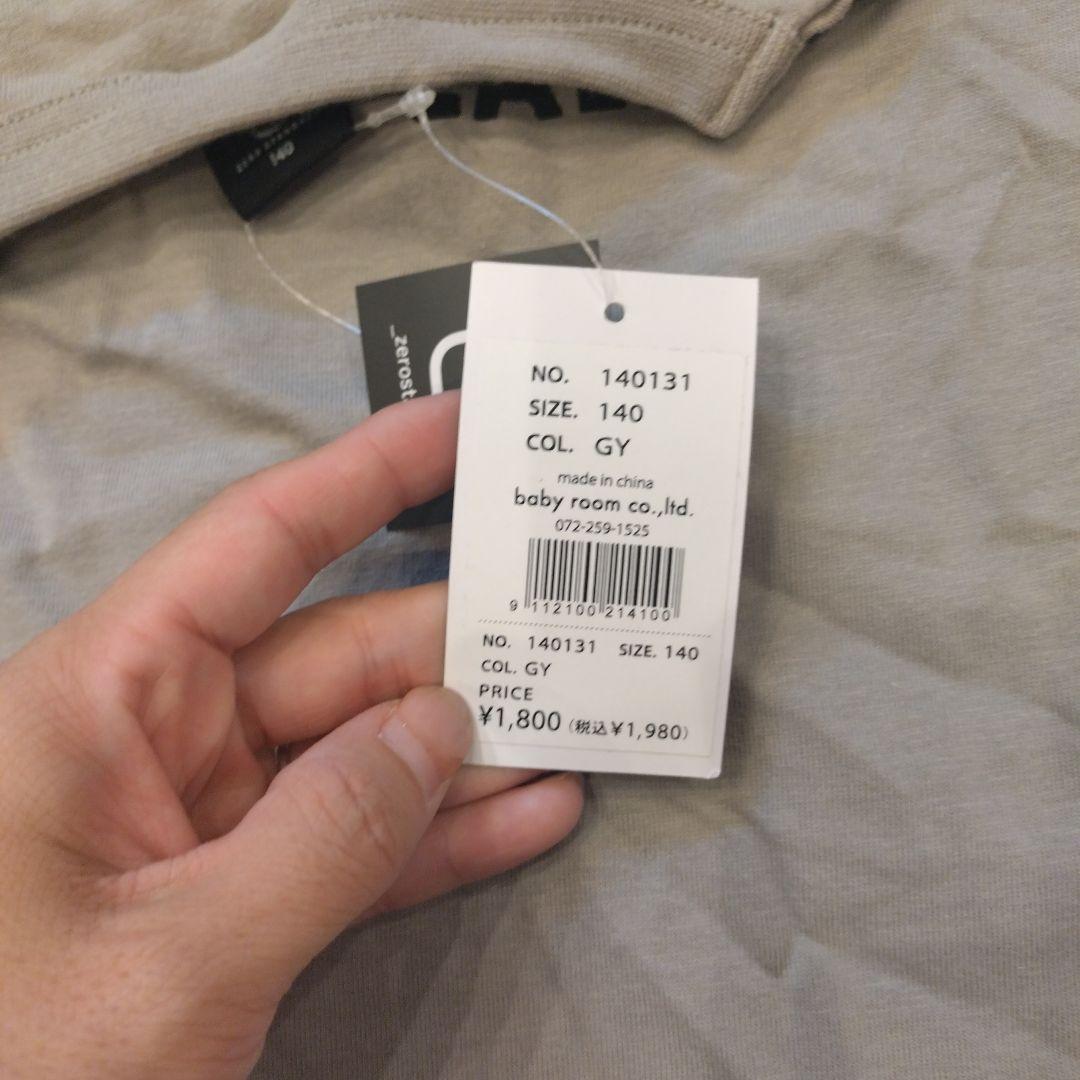 140
_zerost
NO. 140131
SIZE. 140
COL. GY
made in china
baby room co.,ltd.
072-259-1525
9 112100 214100
NO. 140131 SIZE. 140
COL. GY
PRICE
¥1,800 (税込¥1,980)